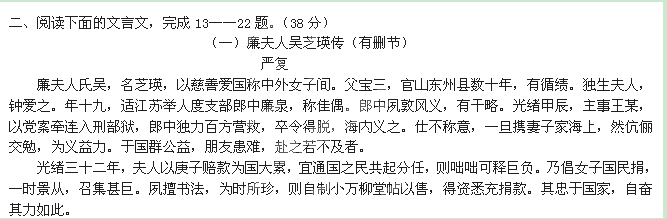 二、阅读下面的文言文，完成 13——22 题。（38 分）
（一）廉夫人吴芝瑛传（有删节）
严复
廉夫人氏吴，名芝瑛，以慈善爱国称中外女子间。父宝三，官山东州县数十年，有循绩。独生夫人，
钟爱之。年十九，适江苏举人度支部郎中廉泉，称佳偶。郎中夙敦风义，有干略。光绪甲辰，主事王某，
以党案牵连入刑部狱，郎中独力百方营救，卒令得脱，海内义之。仕不称意，一旦携妻子家海上，然伉俪
交勉，为义益力。于国群公益，朋友患难，赴之若不及者。
光绪三十二年，夫人以庚子赔款为国大累，宜通国之民共起分任，则咄咄可释巨负。乃倡女子国民捐，
一时景从，召集甚巨。夙擅书法，为时所珍，则自制小万柳堂帖以售，得资悉充捐款。其忠于国家，自奋
其力如此。